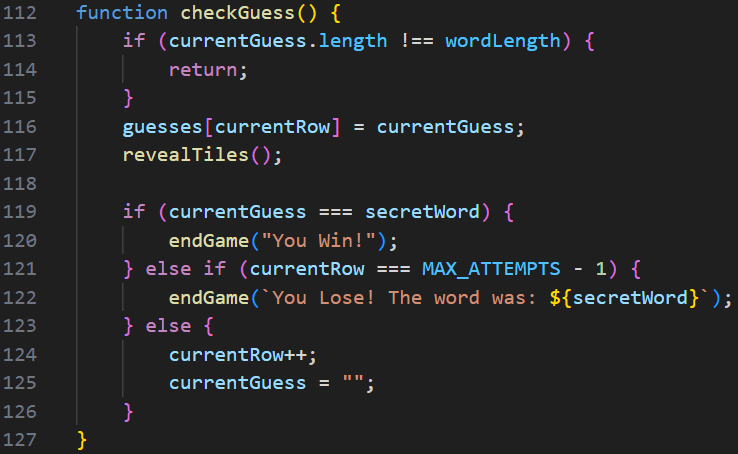 112 function checkGuess() {
113     if (currentGuess.length !== wordLength) {
114         return;
115     }
116     guesses[currentRow] = currentGuess;
117     revealTiles();
118
119     if (currentGuess === secretWord) {
120         endGame("You Win!");
121     } else if (currentRow === MAX_ATTEMPTS - 1) {
122         endGame(`You Lose! The word was: ${secretWord}`);
123     } else {
124         currentRow++;
125         currentGuess = "";
126     }
127 }